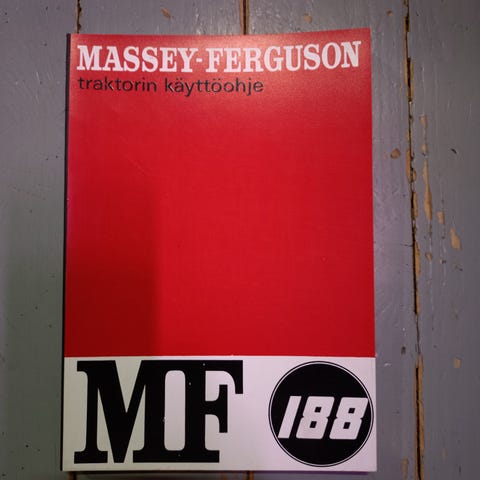 MASSEY-FERGUSON
traktorin käyttöohje
MF 188